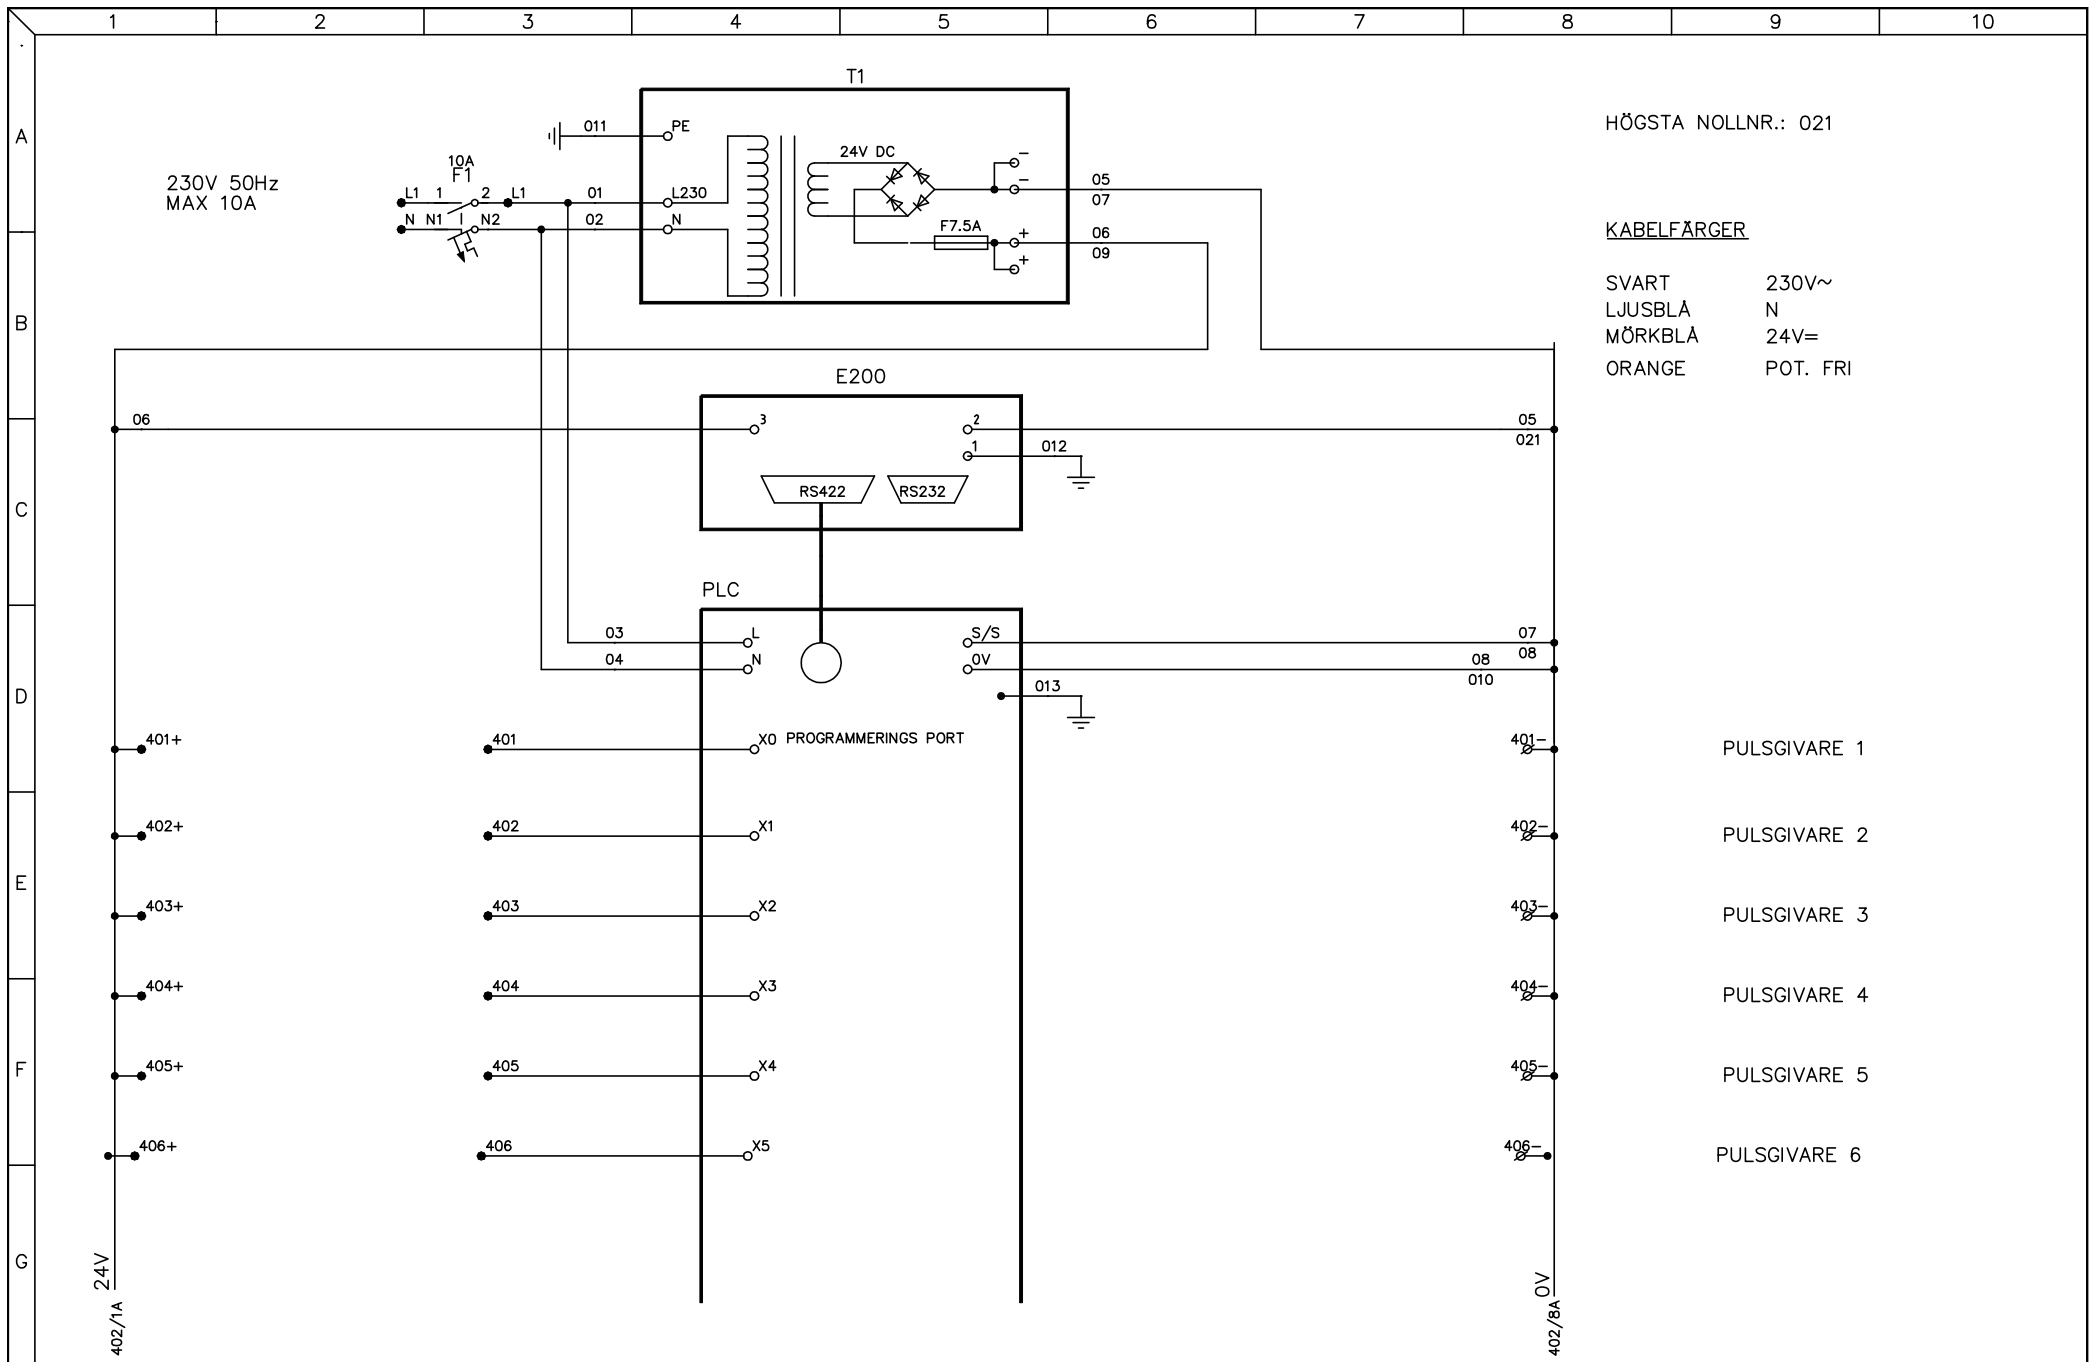 1 2 3 4 5 6 7 8 9 10
T1
A
HÖGSTA NOLLNR.: 021
011 PE
24V DC
10A
F1
230V 50Hz
MAX 10A
L1 1 2 L1 01 L230
N N1 N2 02 N
-
-
05
07
F7.5A
+
+
06
09
KABELFÄRGER
SVART 230V~
LJUSBLÅ N
MÖRKBLÅ 24V=
ORANGE POT. FRI
B
E200
06 3 2 05
021
1 012
RS422 RS232
C
PLC
03 L S/S 07
08
04 N 0V 08
010
013
D
401+ 401 X0 PROGRAMMERINGS PORT 401- PULSGIVARE 1
402+ 402 X1 402- PULSGIVARE 2
E
403+ 403 X2 403- PULSGIVARE 3
404+ 404 X3 404- PULSGIVARE 4
F
405+ 405 X4 405- PULSGIVARE 5
406+ 406 X5 406- PULSGIVARE 6
G
24V
402/1A
0V
402/8A